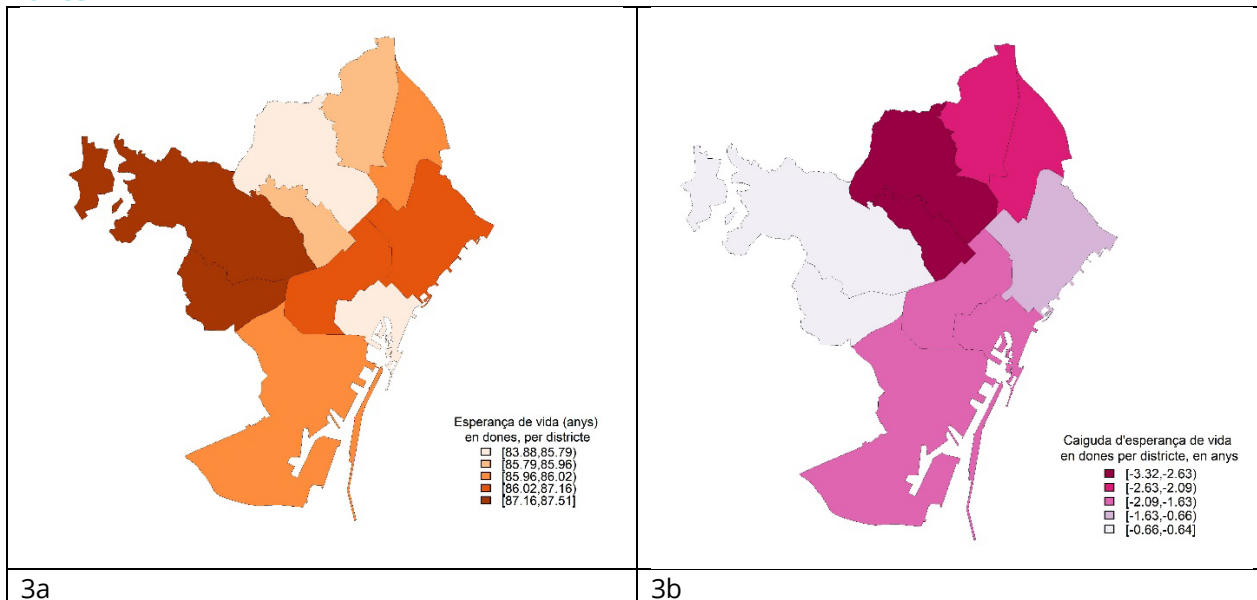 Esperança de vida (anys)
en dones, per districte
[83.88,85.79)
[85.79,85.96)
[85.96,86.02)
[86.02,87.16)
[87.16,87.51]
Caiguda d'esperança de vida
en dones per districte, en anys
[-3.32,-2.63)
[-2.63,-2.09)
[-2.09,-1.63)
[-1.63,-0.66)
[-0.66,-0.64]
3a
3b